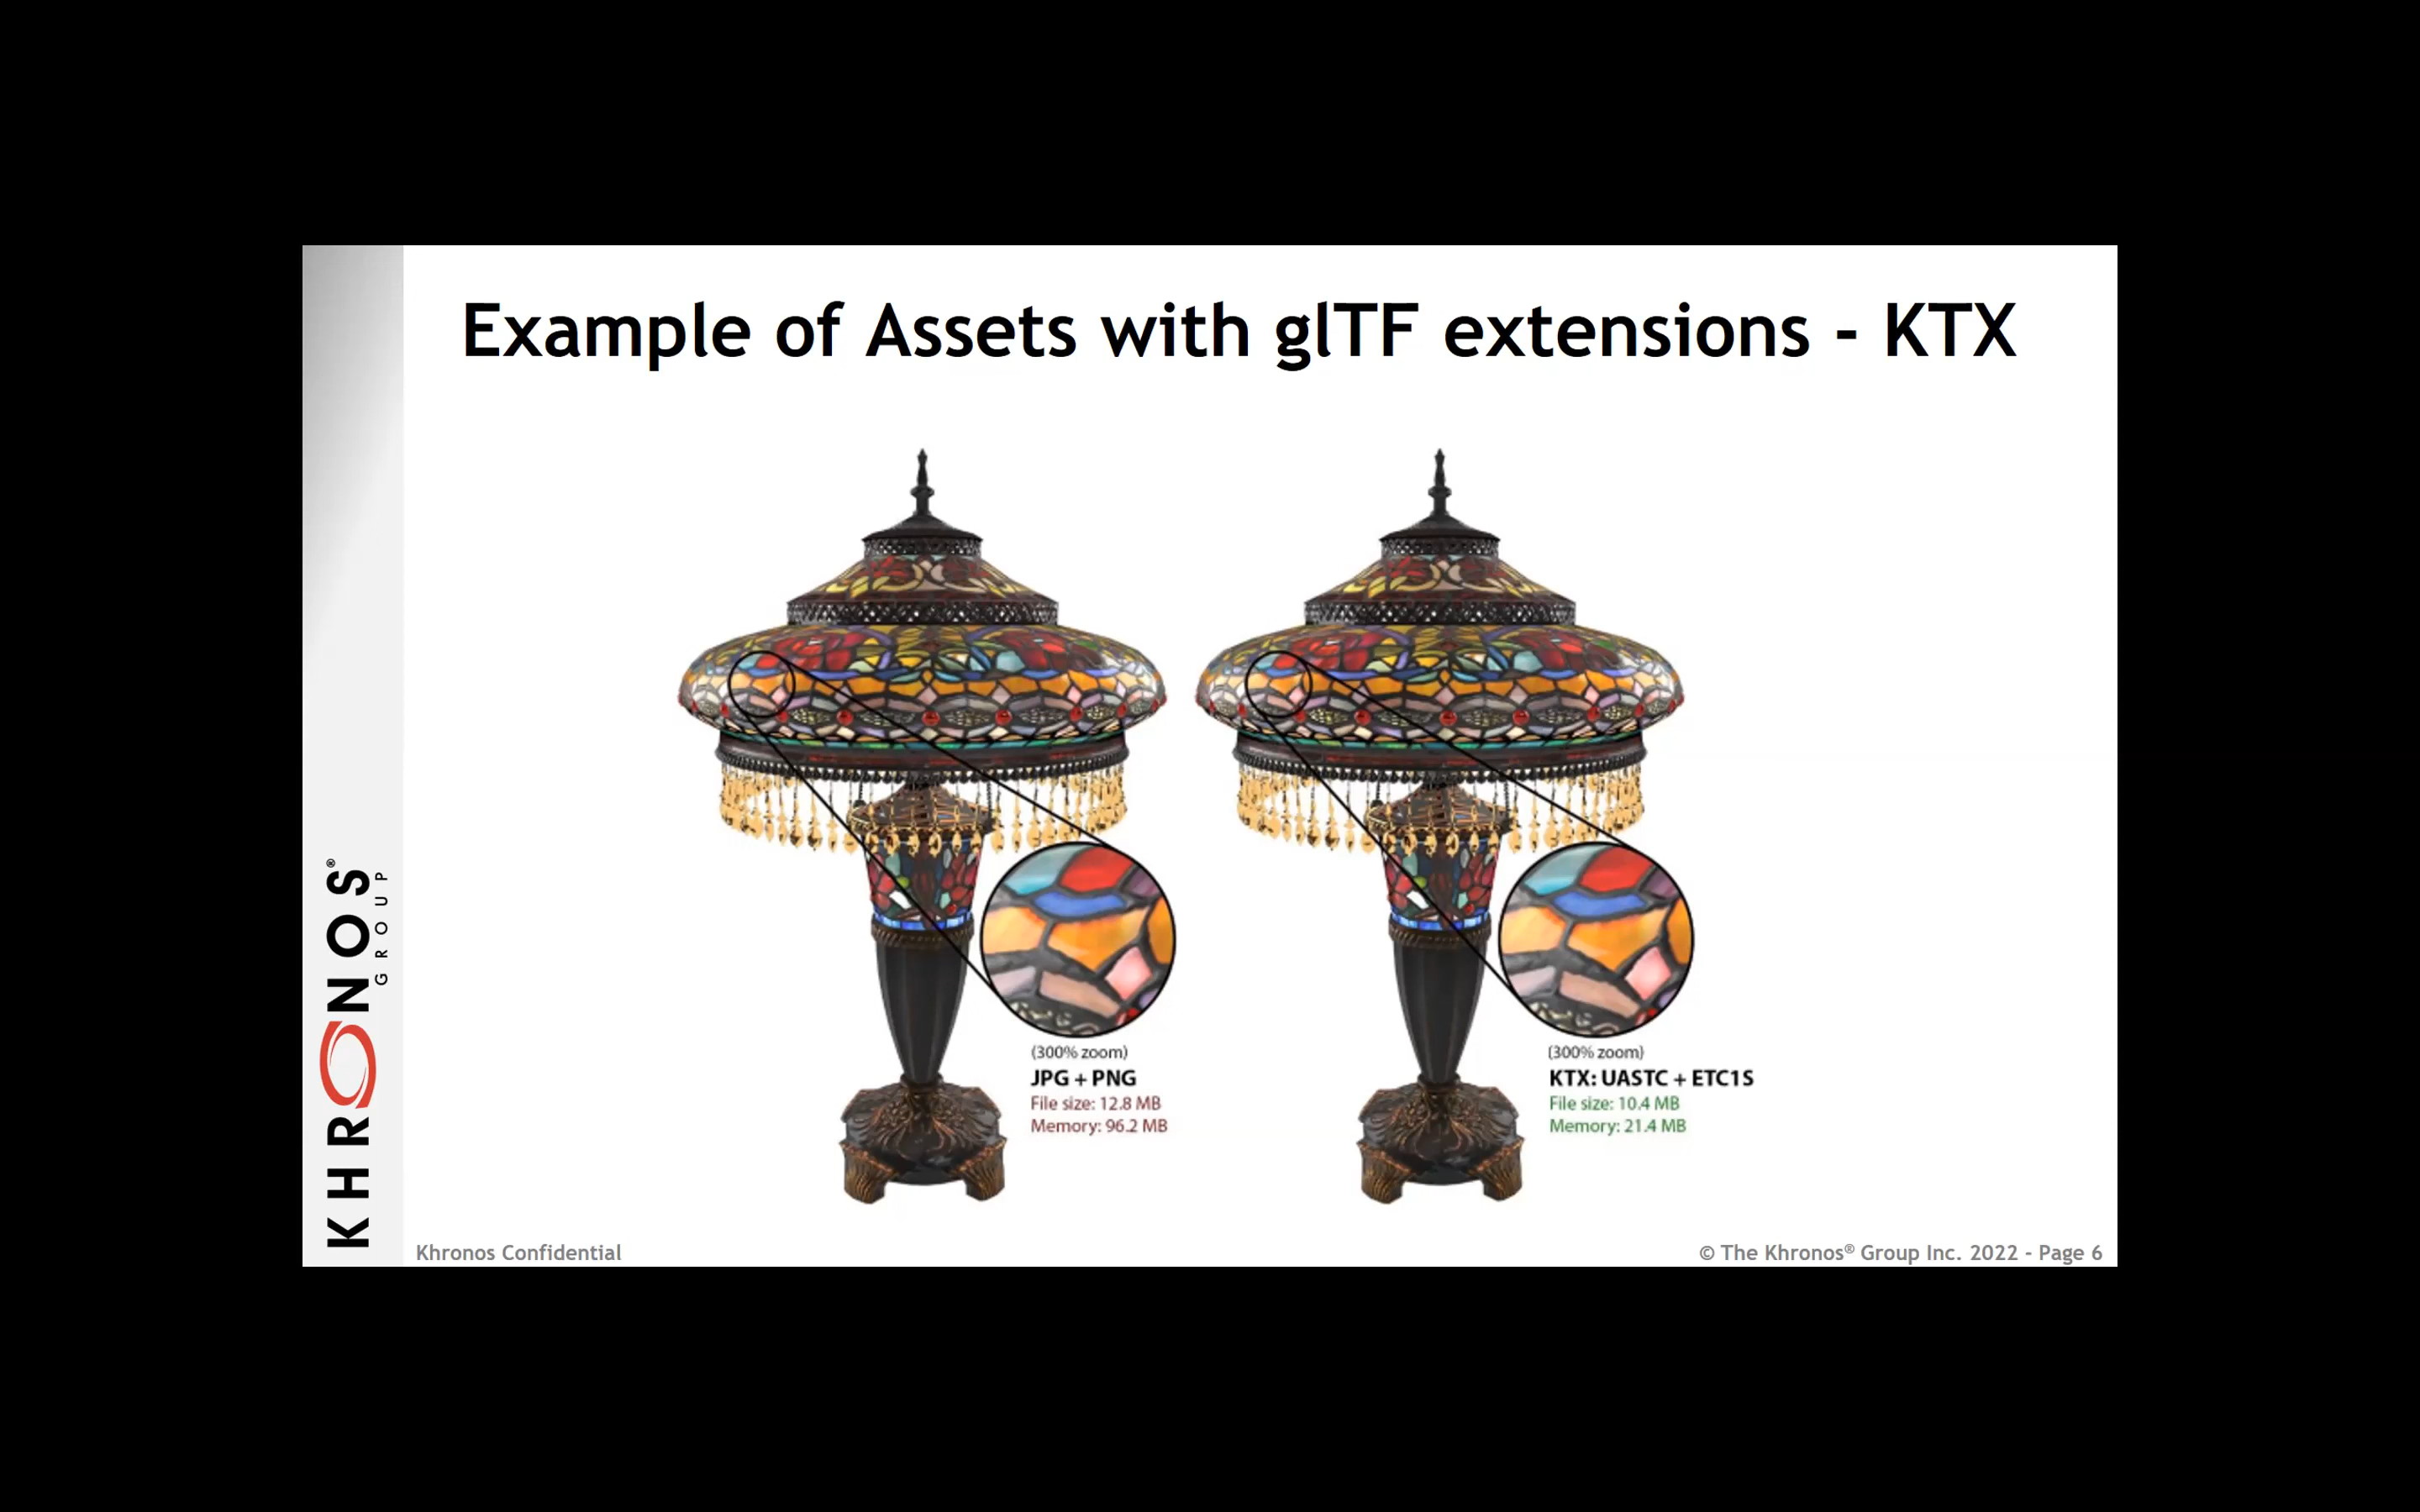 Example of Assets with glTF extensions - KTX
(300% zoom)
JPG + PNG
File size: 12.8 MB
Memory: 96.2 MB
(300% zoom)
KTX: UASTC + ETC1S
File size: 10.4 MB
Memory: 21.4 MB
KHRONOS®
GROUP
Khronos Confidential
© The Khronos® Group Inc. 2022 - Page 6